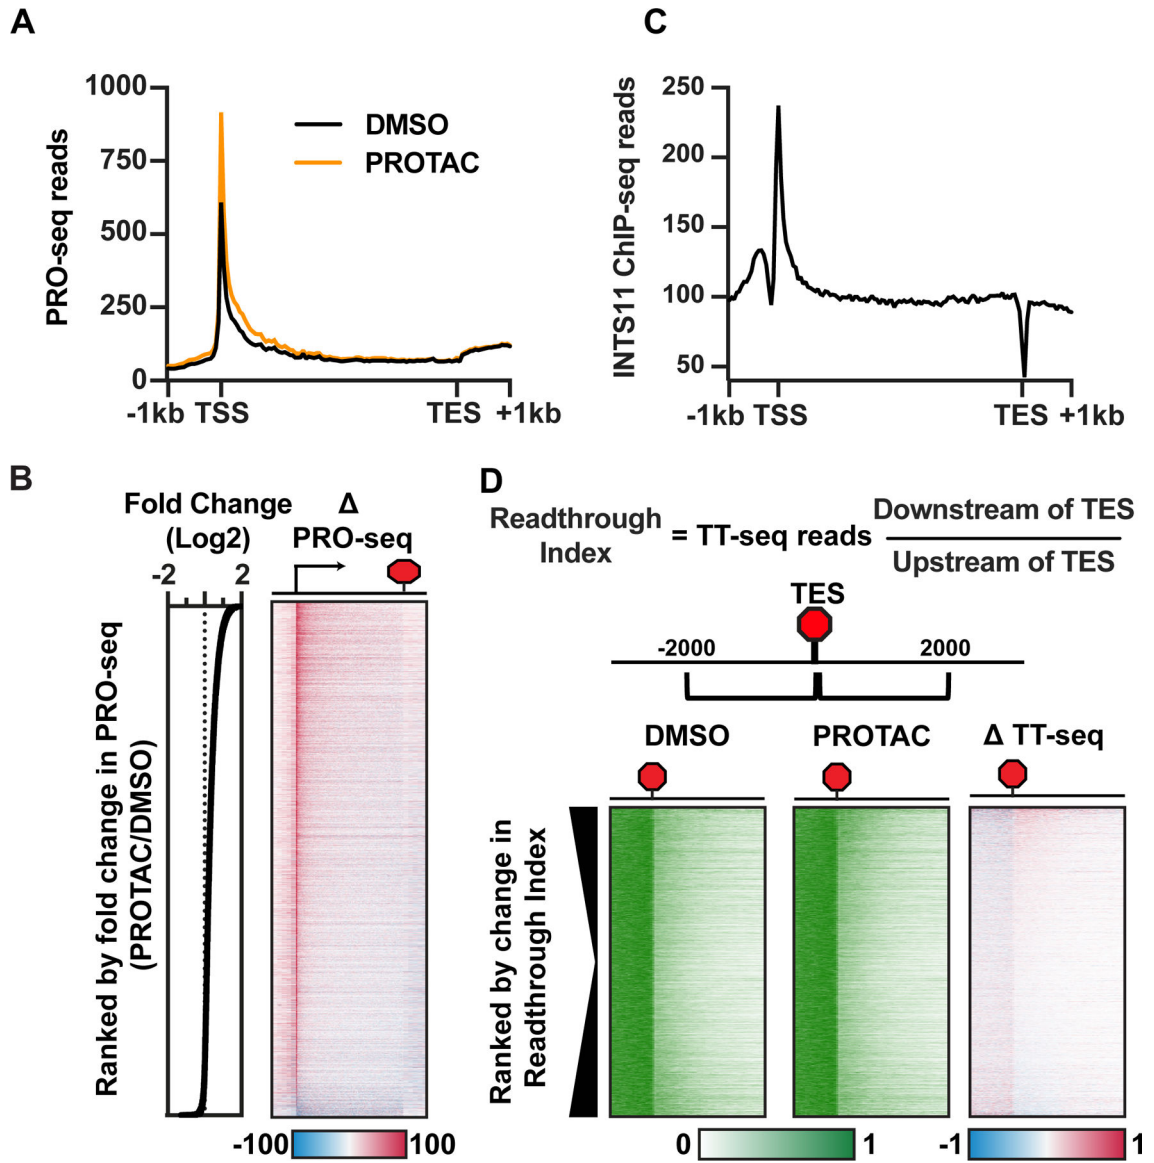 A
1000
750
500
250
0
PRO-seq reads
DMSO
PROTAC
-1kb TSS TES +1kb
C
250
200
150
100
50
INTS11 ChIP-seq reads
-1kb TSS TES +1kb
B
Fold Change
(Log2)
-2 2
Δ
PRO-seq
Ranked by fold change in PRO-seq
(PROTAC/DMSO)
-100 100
D
Readthrough
Index
= TT-seq reads
Downstream of TES
Upstream of TES
TES
-2000 2000
DMSO PROTAC Δ TT-seq
Ranked by change in
Readthrough Index
0 1
-1 1